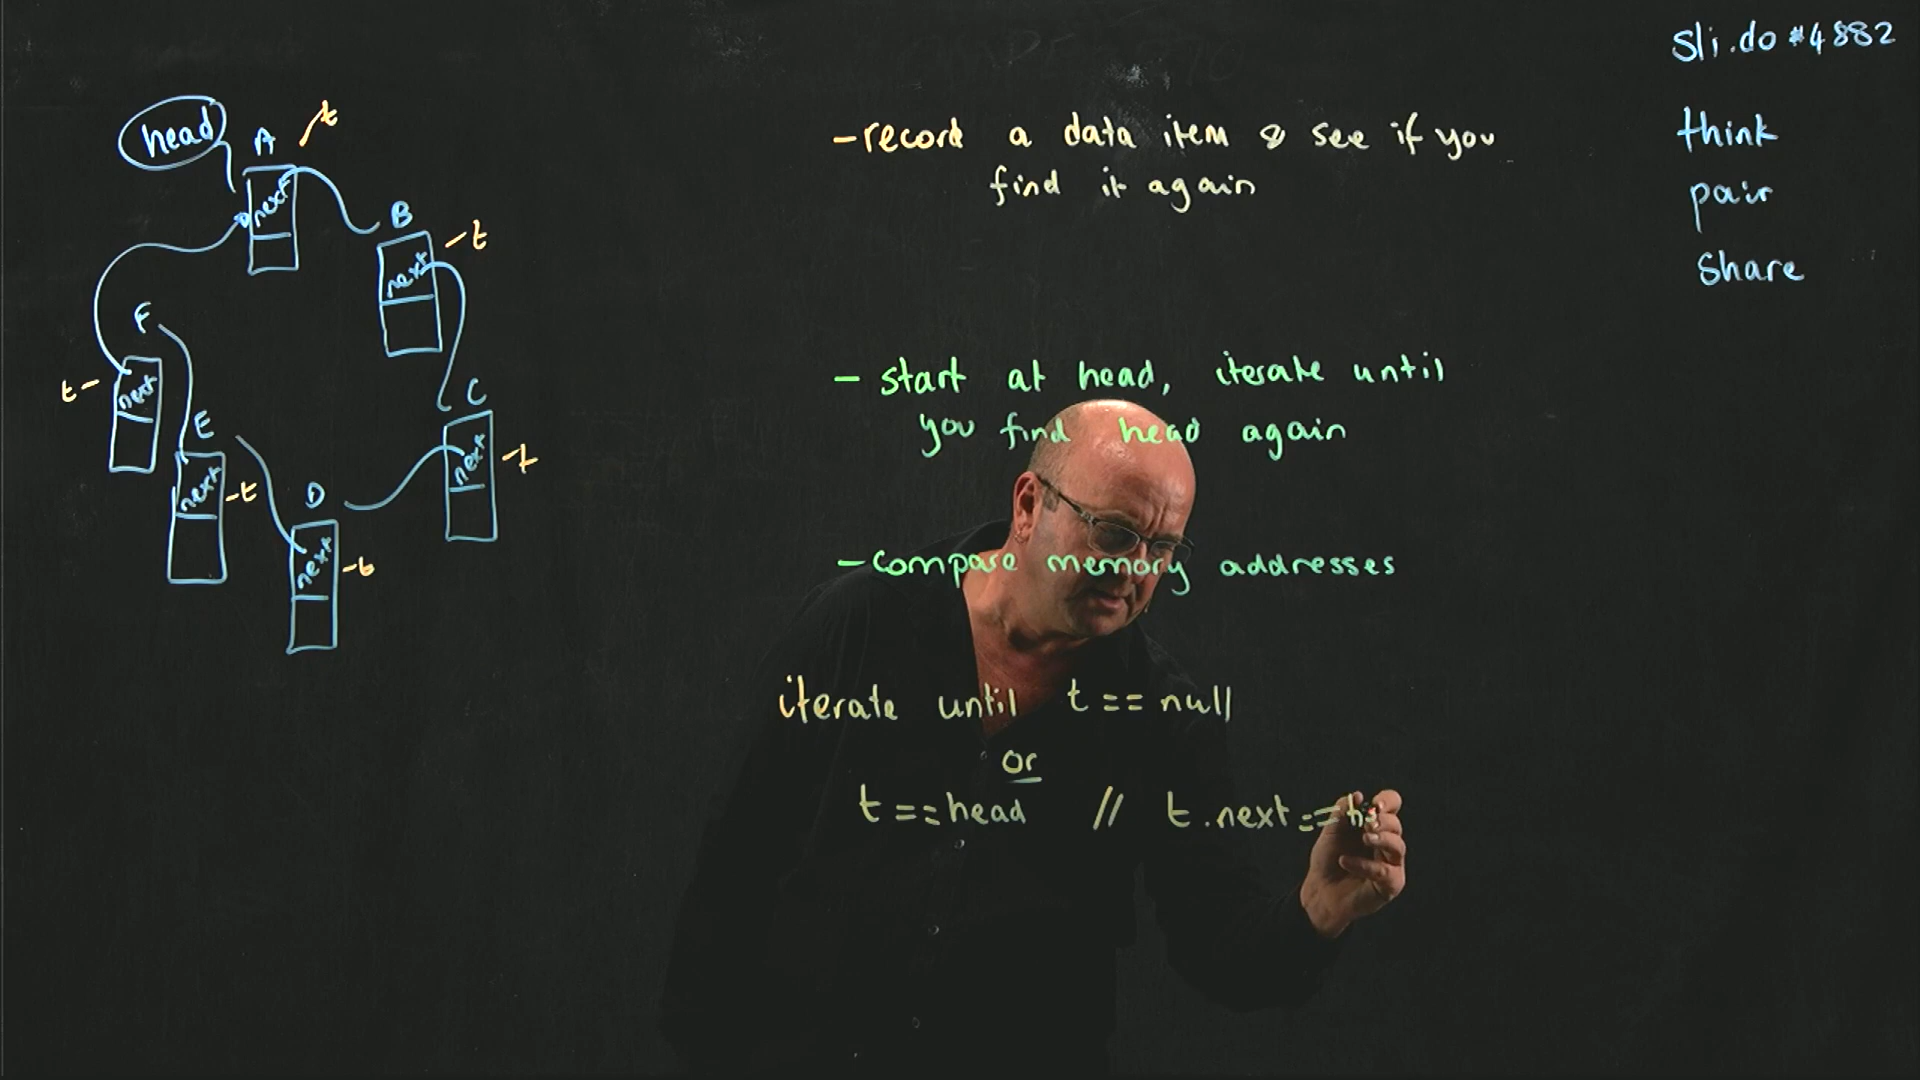 sli.do #4882
think
pair
share
head
A
t
next
B
t
next
C
t
next
D
t
next
E
t
next
F
t
next
– record a data item & see if you
find it again
– start at head, iterate until
you find head again
– compare memory addresses
iterate until t == null
or
t == head // t.next ==